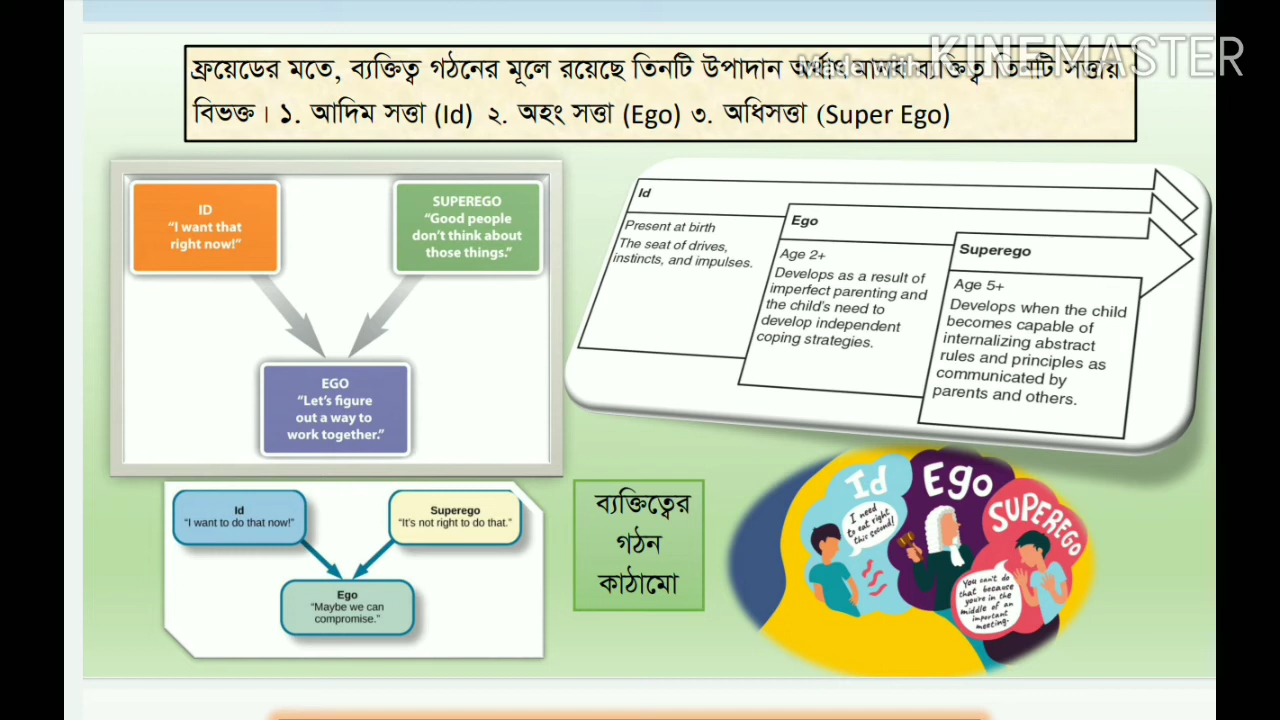 KINEMASTER
ফ্রয়েডের মতে, ব্যক্তিত্ব গঠনের মূলে রয়েছে তিনটি উপাদান অর্থাৎ মানব ব্যক্তিত্ব তিনটি সত্তায়
বিভক্ত। ১. আদিম সত্তা (Id) ২. অহং সত্তা (Ego) ৩. অধিসত্তা (Super Ego)
ID
"I want that
right now!"
SUPEREGO
"Good people
don't think about
those things."
EGO
"Let's figure
out a way to
work together."
Id
Present at birth
The seat of drives,
instincts, and impulses.
Ego
Age 2+
Develops as a result of
imperfect parenting and
the child's need to
develop independent
coping strategies.
Superego
Age 5+
Develops when the child
becomes capable of
internalizing abstract
rules and principles as
communicated by
parents and others.
Id
"I want to do that now!"
Superego
"It's not right to do that."
Ego
"Maybe we can
compromise."
ব্যক্তিত্বের
গঠন
কাঠামো
Id
I need
to eat right
this second!
Ego
SUPEREGO
You can't do
that because
you're in the
middle of an
important
meeting.